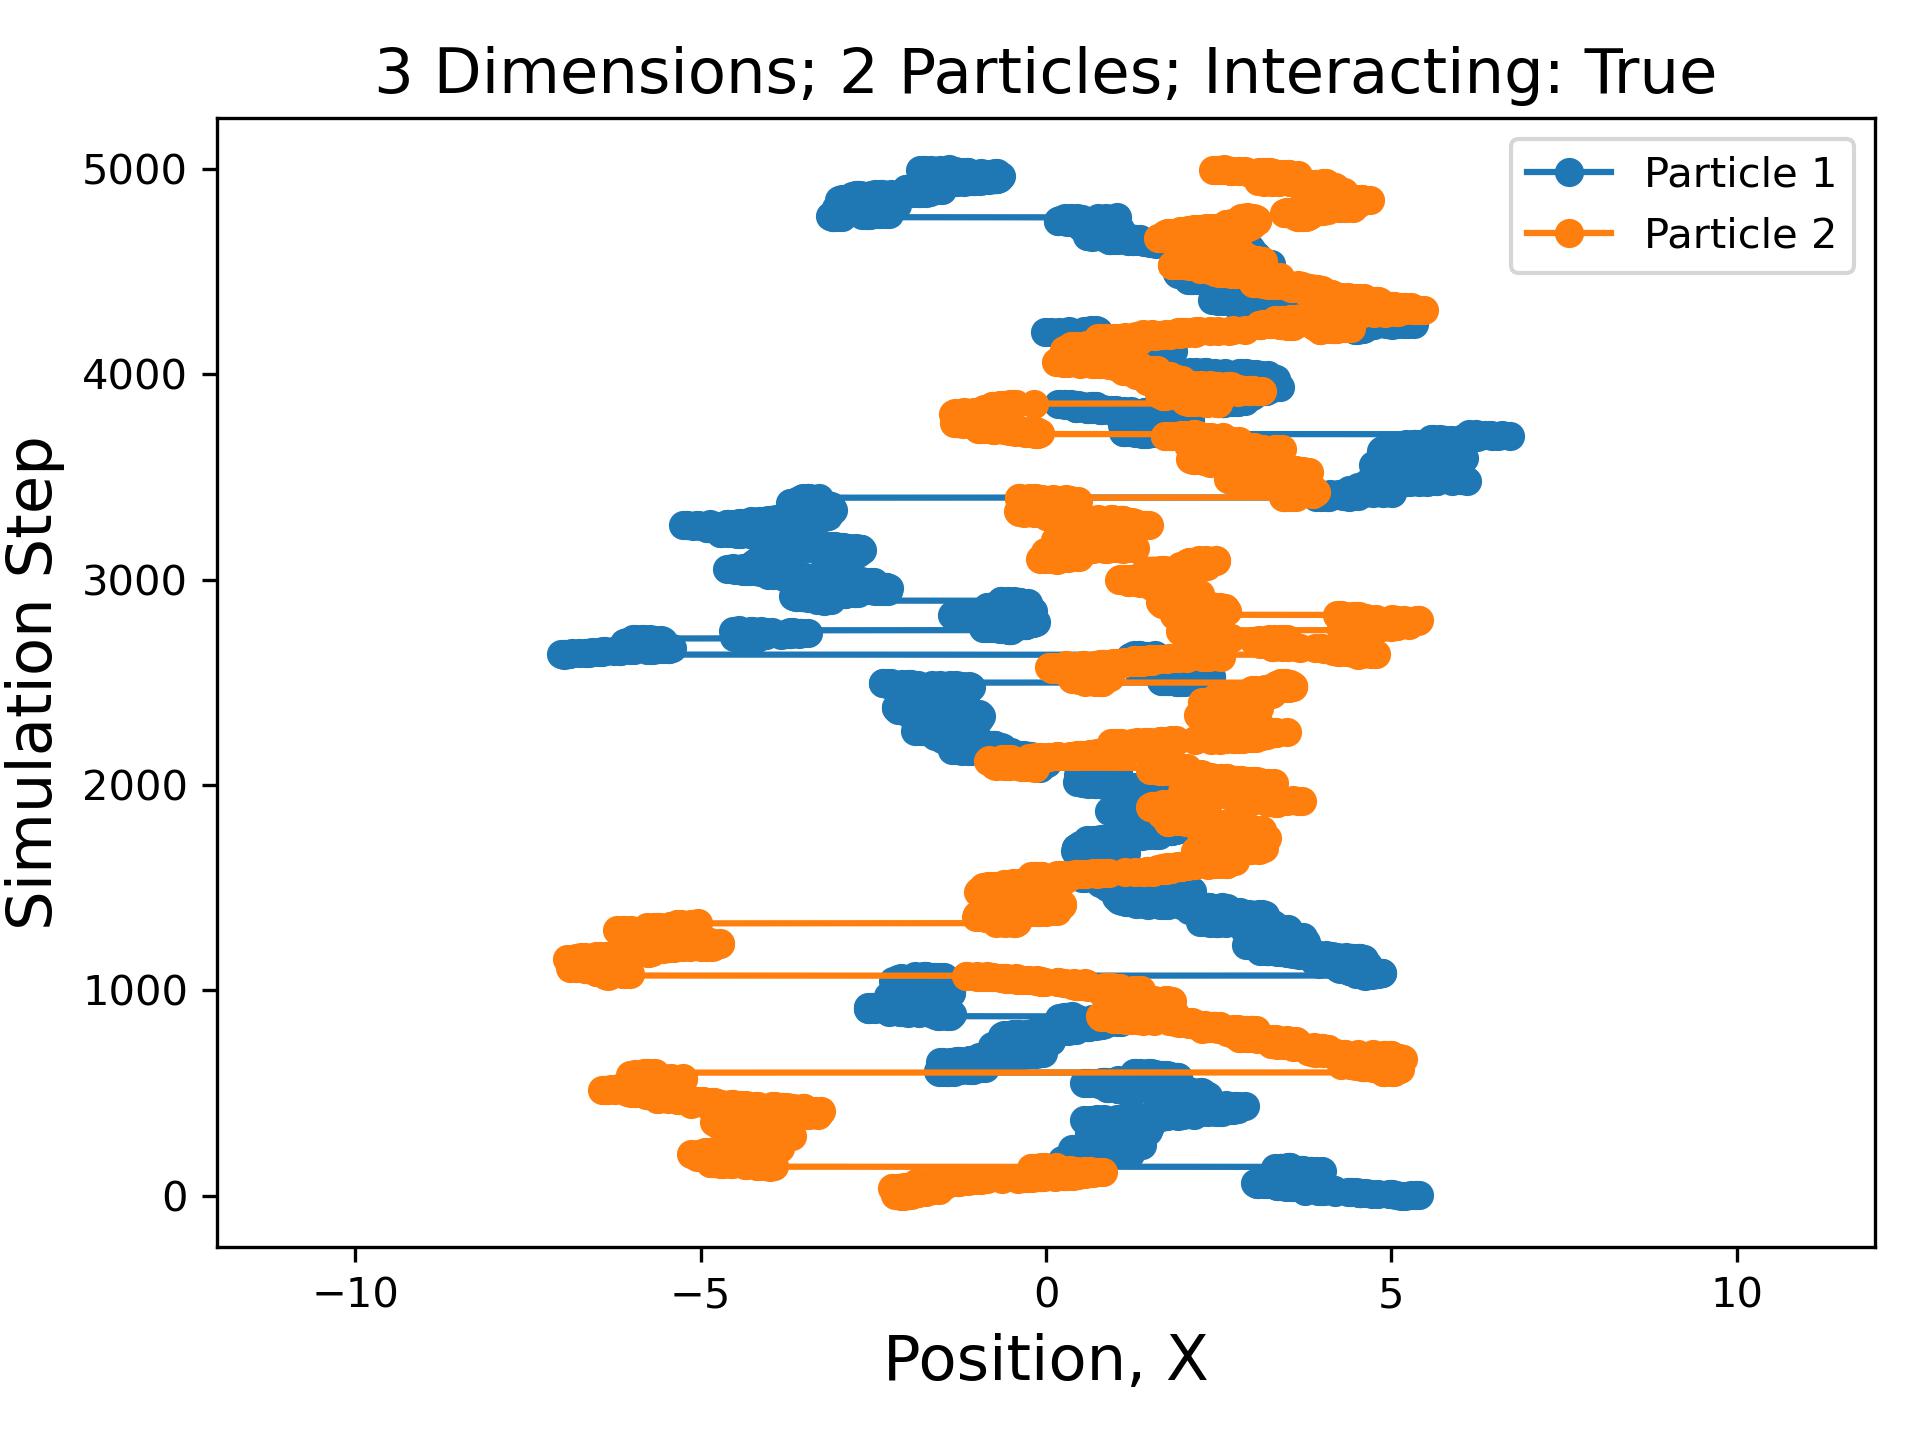 3 Dimensions; 2 Particles; Interacting: True
Particle 1
Particle 2
Simulation Step
5000
4000
3000
2000
1000
0
−10
−5
0
5
10
Position, X